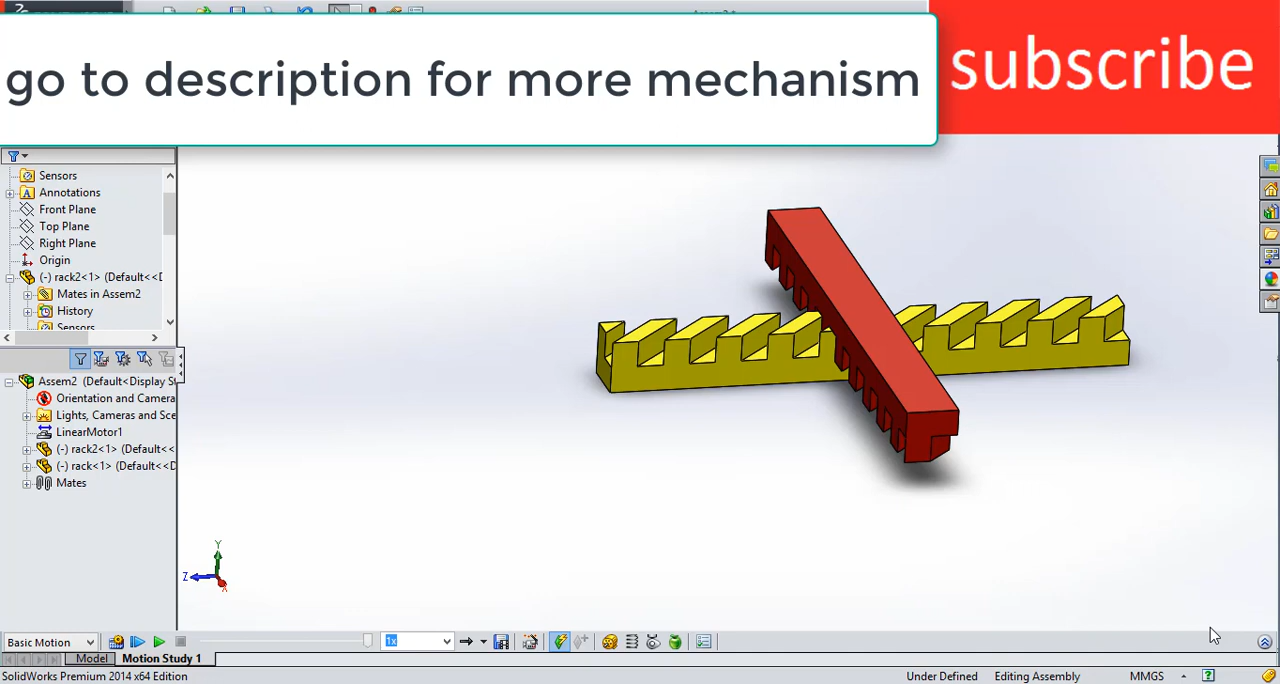 go to description for more mechanism
subscribe
Sensors
Annotations
Front Plane
Top Plane
Right Plane
Origin
(-) rack2<1> (Default<<D
Mates in Assem2
History
Sensors
Assem2 (Default<Display S
Orientation and Camera
Lights, Cameras and Sce
LinearMotor1
(-) rack2<1> (Default<<D
(-) rack<1> (Default<<D
Mates
Y
Z
X
Basic Motion
1x
Model
Motion Study 1
SolidWorks Premium 2014 x64 Edition
Under Defined
Editing Assembly
MMGS